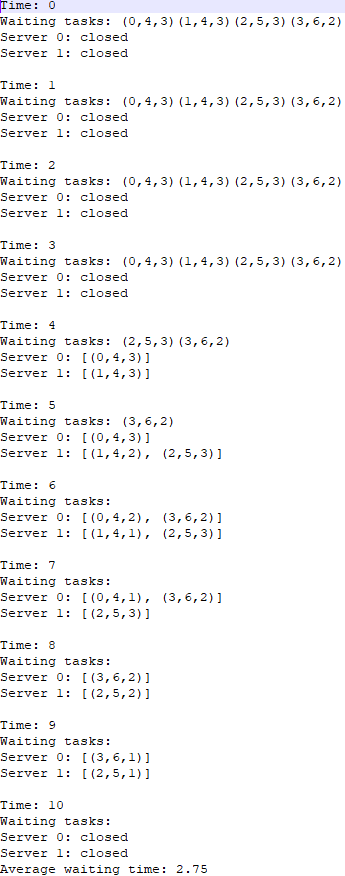 Time: 0
Waiting tasks: (0,4,3)(1,4,3)(2,5,3)(3,6,2)
Server 0: closed
Server 1: closed
Time: 1
Waiting tasks: (0,4,3)(1,4,3)(2,5,3)(3,6,2)
Server 0: closed
Server 1: closed
Time: 2
Waiting tasks: (0,4,3)(1,4,3)(2,5,3)(3,6,2)
Server 0: closed
Server 1: closed
Time: 3
Waiting tasks: (0,4,3)(1,4,3)(2,5,3)(3,6,2)
Server 0: closed
Server 1: closed
Time: 4
Waiting tasks: (2,5,3)(3,6,2)
Server 0: [(0,4,3)]
Server 1: [(1,4,3)]
Time: 5
Waiting tasks: (3,6,2)
Server 0: [(0,4,3)]
Server 1: [(1,4,2), (2,5,3)]
Time: 6
Waiting tasks:
Server 0: [(0,4,2), (3,6,2)]
Server 1: [(1,4,1), (2,5,3)]
Time: 7
Waiting tasks:
Server 0: [(0,4,1), (3,6,2)]
Server 1: [(2,5,3)]
Time: 8
Waiting tasks:
Server 0: [(3,6,2)]
Server 1: [(2,5,2)]
Time: 9
Waiting tasks:
Server 0: [(3,6,1)]
Server 1: [(2,5,1)]
Time: 10
Waiting tasks:
Server 0: closed
Server 1: closed
Average waiting time: 2.75